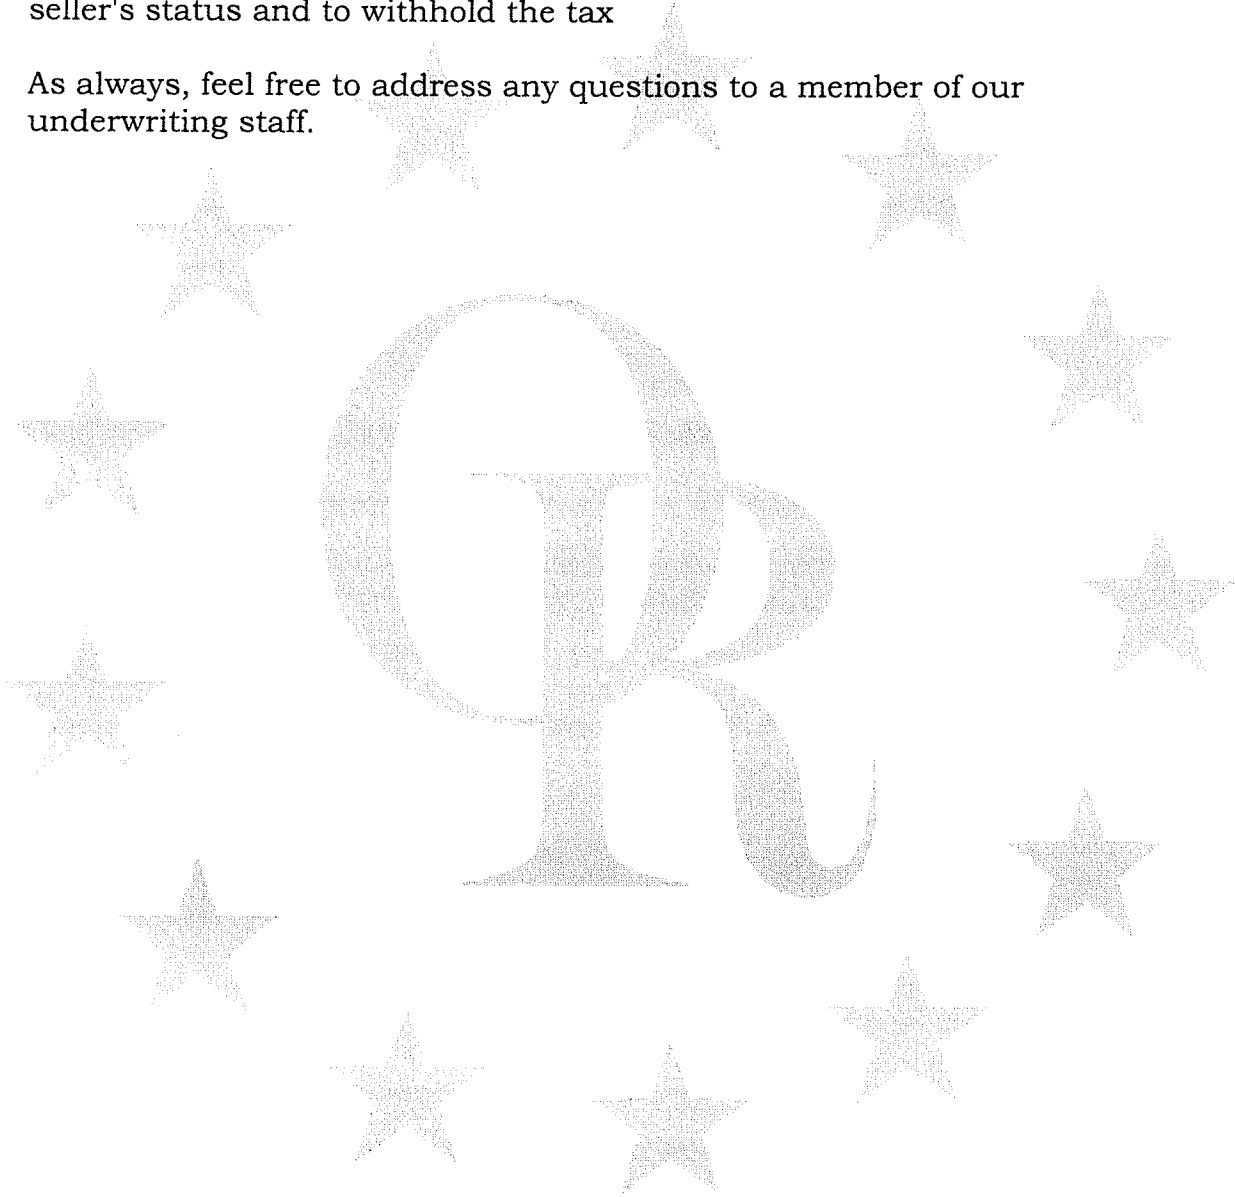 seller's status and to withhold the tax
As always, feel free to address any questions to a member of our
underwriting staff.
OR